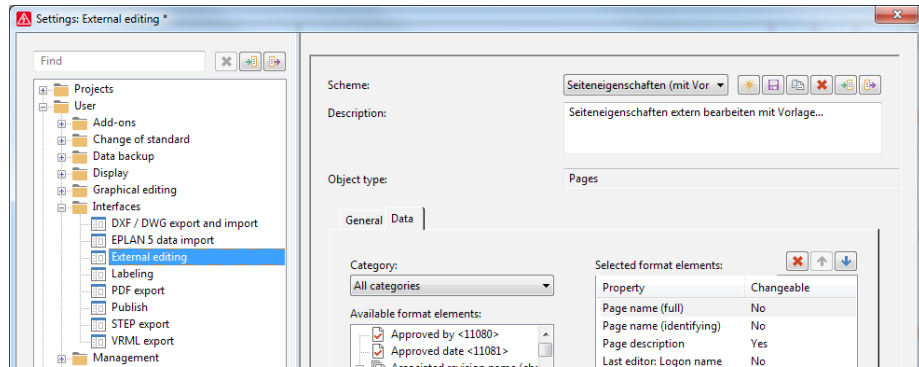 Settings: External editing *
Find
Projects
User
Add-ons
Change of standard
Data backup
Display
Graphical editing
Interfaces
DXF / DWG export and import
EPLAN 5 data import
External editing
Labeling
PDF export
Publish
STEP export
VRML export
Management
Scheme:
Seiteneigenschaften (mit Vor
Description:
Seiteneigenschaften extern bearbeiten mit Vorlage...
Object type:
Pages
General Data
Category:
All categories
Available format elements:
Approved by <11080>
Approved date <11081>
Selected format elements:
Property Changeable
Page name (full) No
Page name (identifying) No
Page description Yes
Last editor: Logon name No